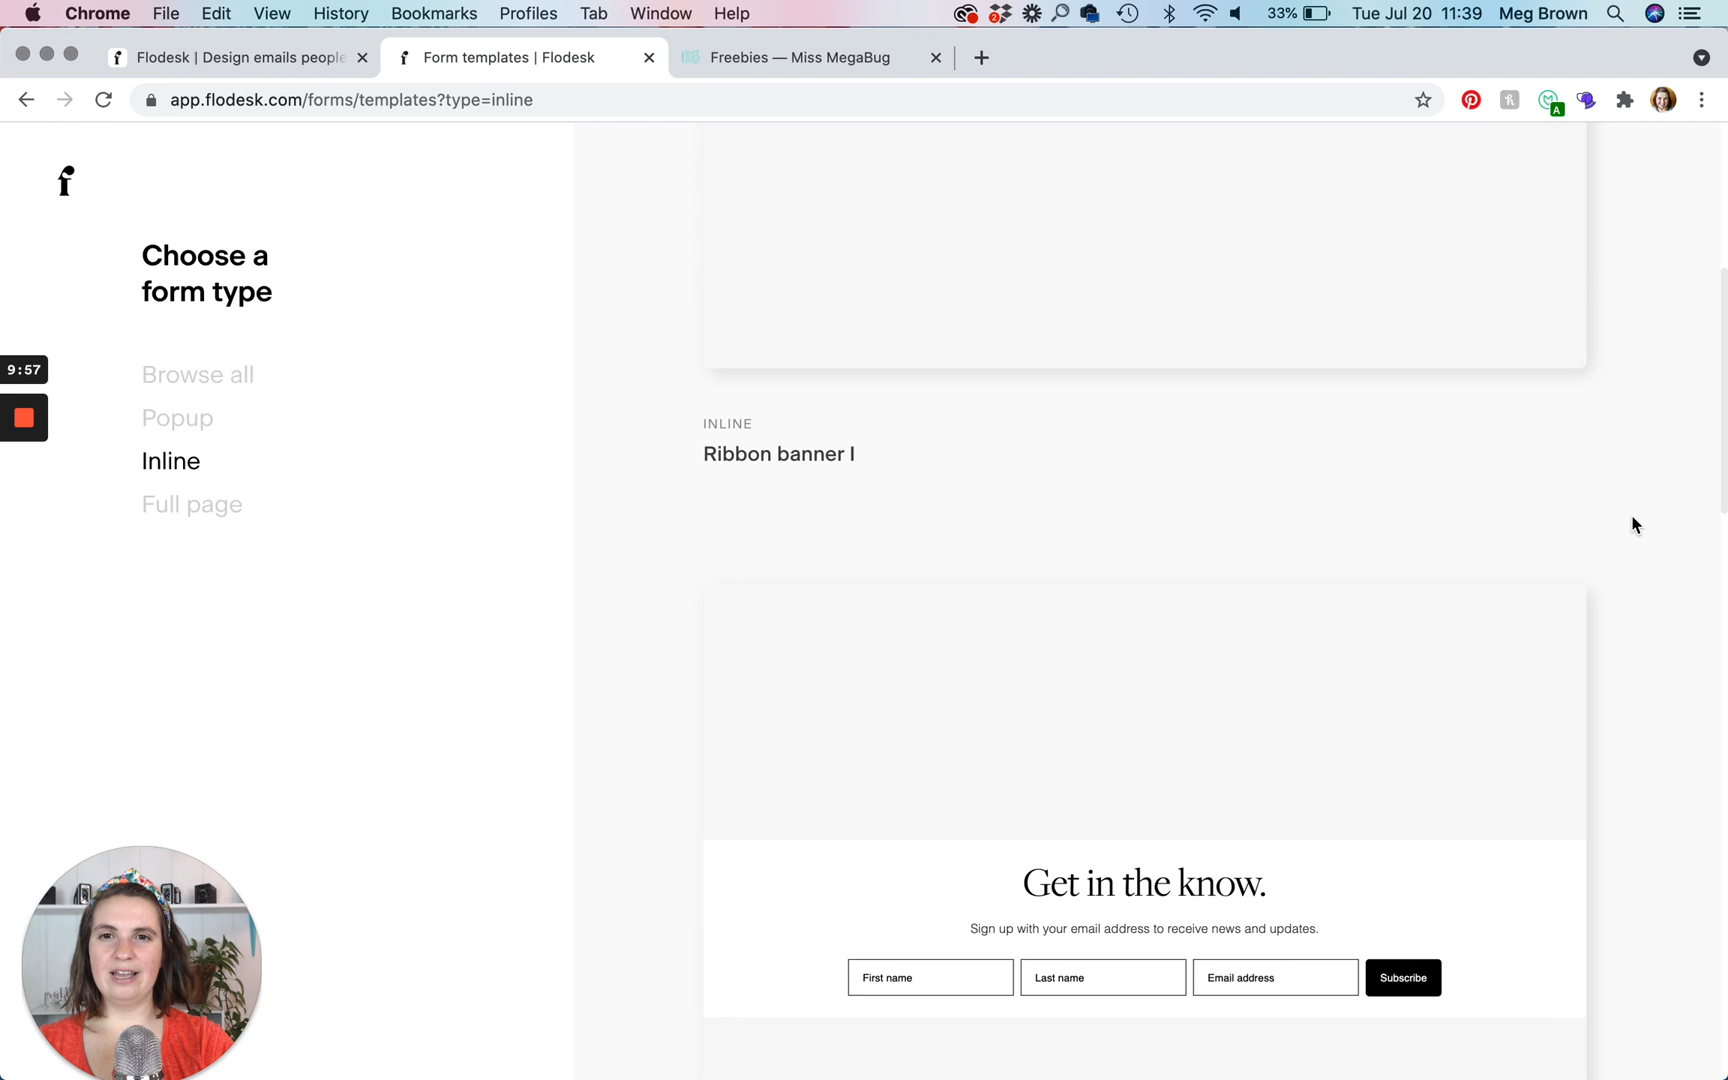 Chrome File Edit View History Bookmarks Profiles Tab Window Help 2 33% Tue Jul 20 11:39 Meg Brown
Flodesk | Design emails people
Form templates | Flodesk
Freebies — Miss MegaBug
app.flodesk.com/forms/templates?type=inline
A
Choose a
form type
Browse all
Popup
Inline
Full page
9:57
INLINE
Ribbon banner I
Get in the know.
Sign up with your email address to receive news and updates.
First name
Last name
Email address
Subscribe